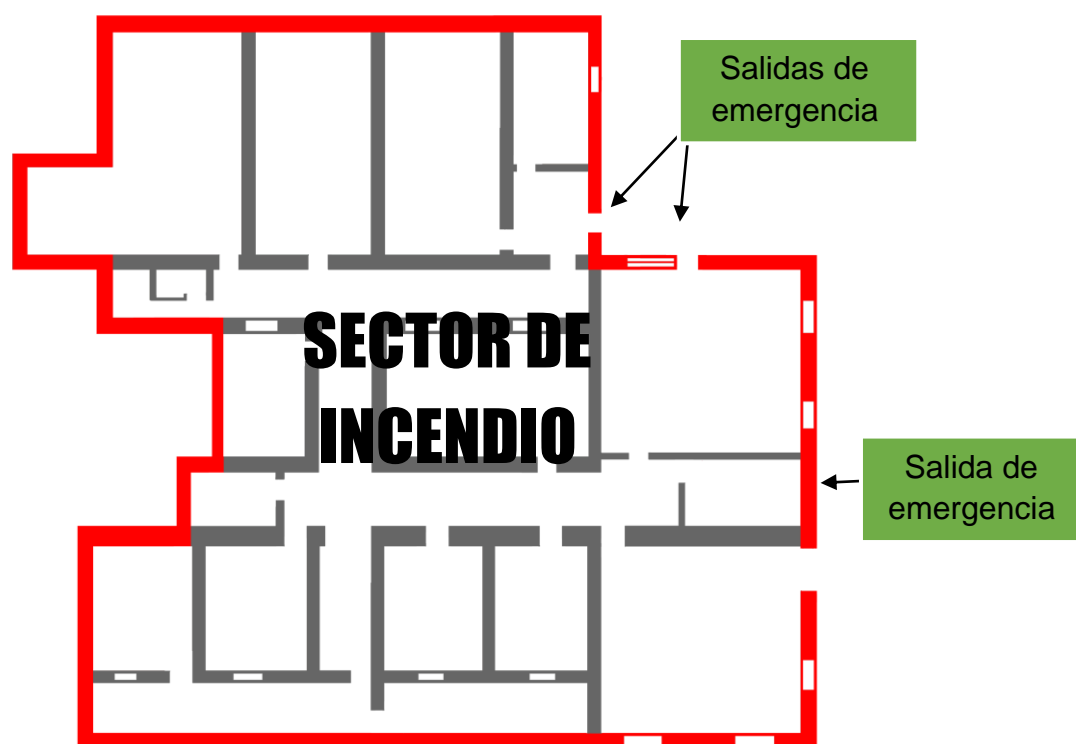 Salidas de
emergencia
SECTOR DE
INCENDIO
Salida de
emergencia